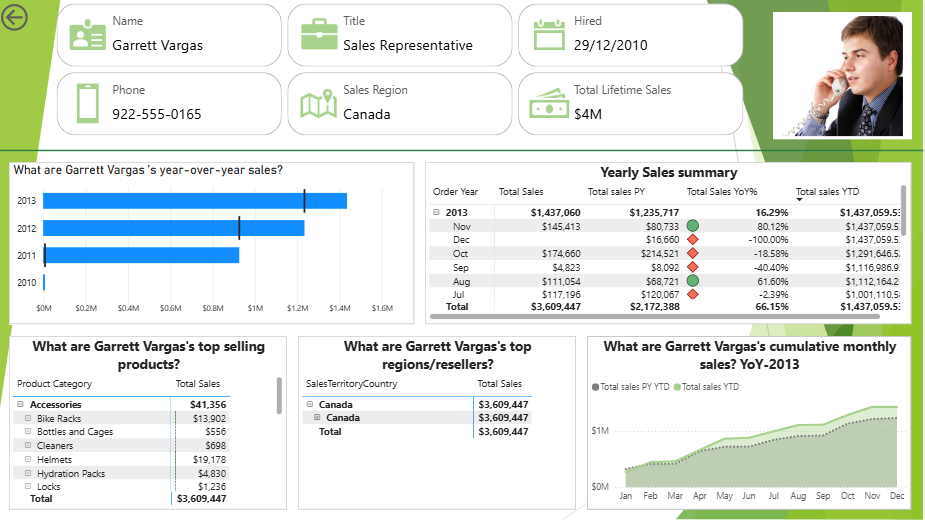 Name
Garrett Vargas
Title
Sales Representative
Hired
29/12/2010
Phone
922-555-0165
Sales Region
Canada
Total Lifetime Sales
$4M
What are Garrett Vargas 's year-over-year sales?
2013
2012
2011
2010
$0M $0.2M $0.4M $0.6M $0.8M $1M $1.2M $1.4M $1.6M
Yearly Sales summary
Order Year Total Sales Total sales PY Total Sales YoY% Total sales YTD
2013 $1,437,060 $1,235,717 16.29% $1,437,059.53
Nov $145,413 $80,733 80.12% $1,437,059.5
Dec $16,660 -100.00% $1,437,059.5
Oct $174,660 $214,521 -18.58% $1,291,646.5
Sep $4,823 $8,092 -40.40% $1,116,986.9
Aug $111,054 $68,721 61.60% $1,112,164.2
Jul $117,196 $120,067 -2.39% $1,001,110.5
Total $3,609,447 $2,172,388 66.15% $1,437,059.53
What are Garrett Vargas's top selling
products?
Product Category Total Sales
Accessories $41,356
Bike Racks $13,902
Bottles and Cages $556
Cleaners $698
Helmets $19,178
Hydration Packs $4,830
Locks $1,236
Total $3,609,447
What are Garrett Vargas's top
regions/resellers?
SalesTerritoryCountry Total Sales
Canada $3,609,447
Canada $3,609,447
Total $3,609,447
What are Garrett Vargas's cumulative monthly
sales? YoY-2013
Total sales PY YTD Total sales YTD
$1M
$0M
Jan Feb Mar Apr May Jun Jul Aug Sep Oct Nov Dec